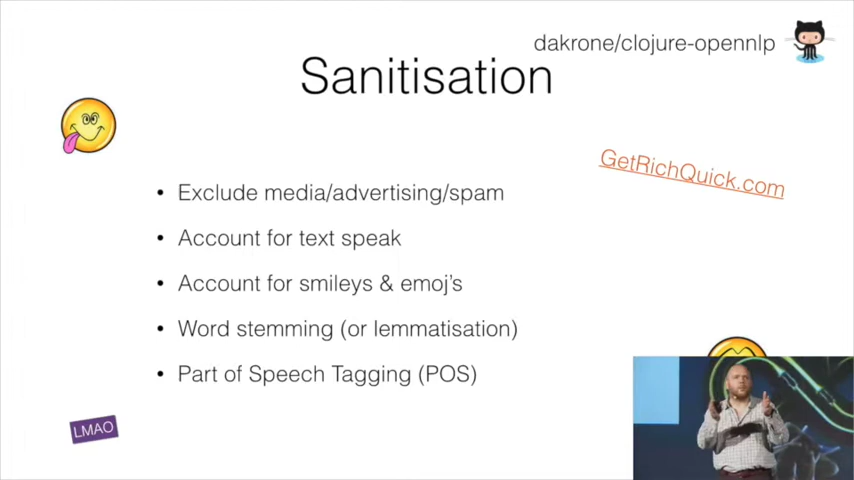 dakrone/clojure-opennlp
Sanitisation
GetRichQuick.com
• Exclude media/advertising/spam
• Account for text speak
• Account for smileys & emoj's
• Word stemming (or lemmatisation)
• Part of Speech Tagging (POS)
LMAO